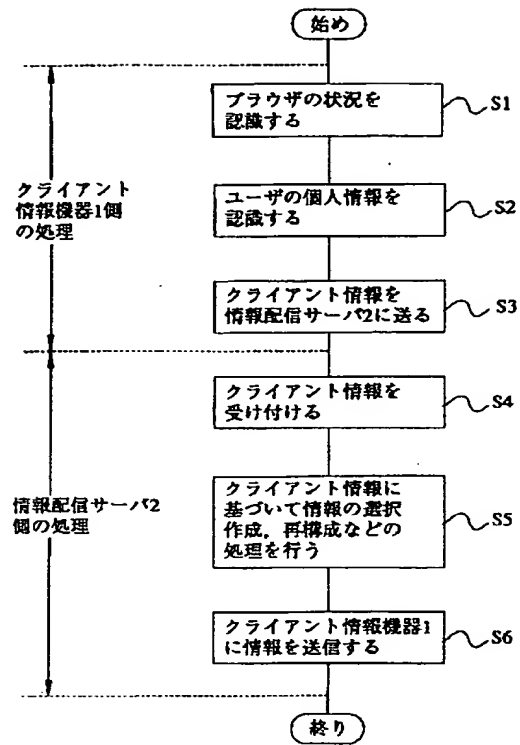 始め
ブラウザの状況を
認識する
S1
クライアント
情報機器1側
の処理
ユーザの個人情報を
認識する
S2
クライアント情報を
情報配信サーバ2に送る
S3
クライアント情報を
受け付ける
S4
情報配信サーバ2
側の処理
クライアント情報に
基づいて情報の選択
作成，再構成などの
処理を行う
S5
クライアント情報機器1
に情報を送信する
S6
終り